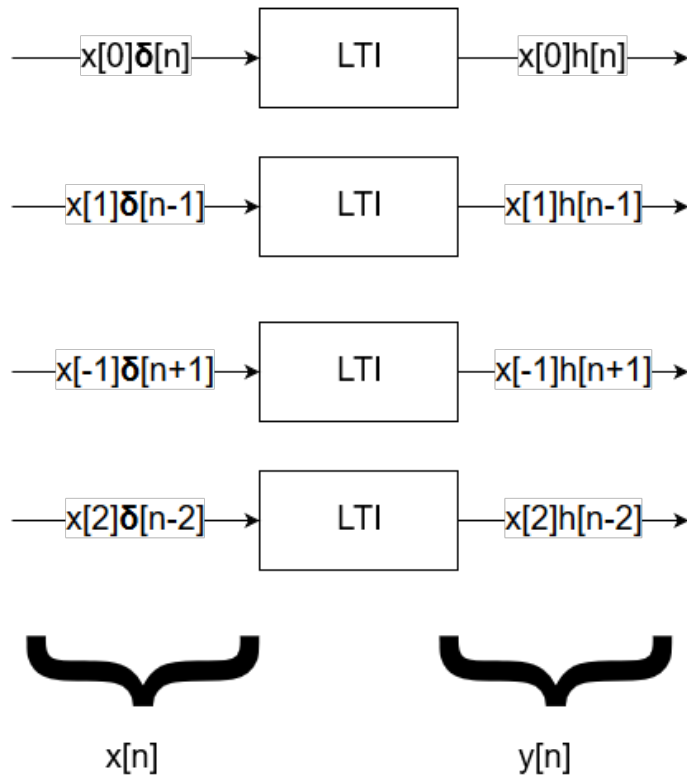 x[0]δ[n] LTI x[0]h[n]
x[1]δ[n-1] LTI x[1]h[n-1]
x[-1]δ[n+1] LTI x[-1]h[n+1]
x[2]δ[n-2] LTI x[2]h[n-2]
x[n] y[n]